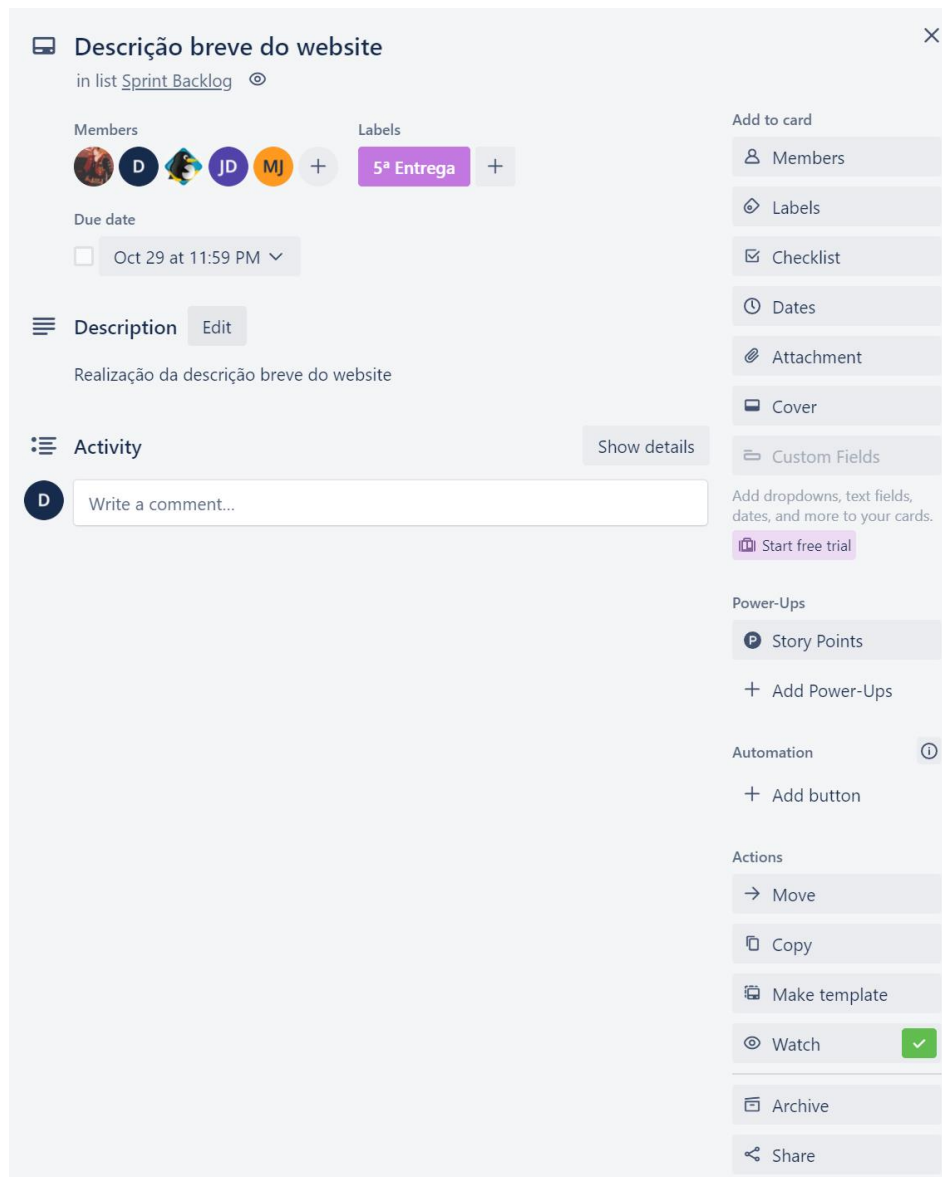 Descrição breve do website
in list Sprint Backlog
Members
D
JD
MJ
Labels
5ª Entrega
Due date
Oct 29 at 11:59 PM
Description
Edit
Realização da descrição breve do website
Activity
Show details
D
Write a comment...
Add to card
Members
Labels
Checklist
Dates
Attachment
Cover
Custom Fields
Add dropdowns, text fields,
dates, and more to your cards.
Start free trial
Power-Ups
Story Points
Add Power-Ups
Automation
Add button
Actions
Move
Copy
Make template
Watch
Archive
Share